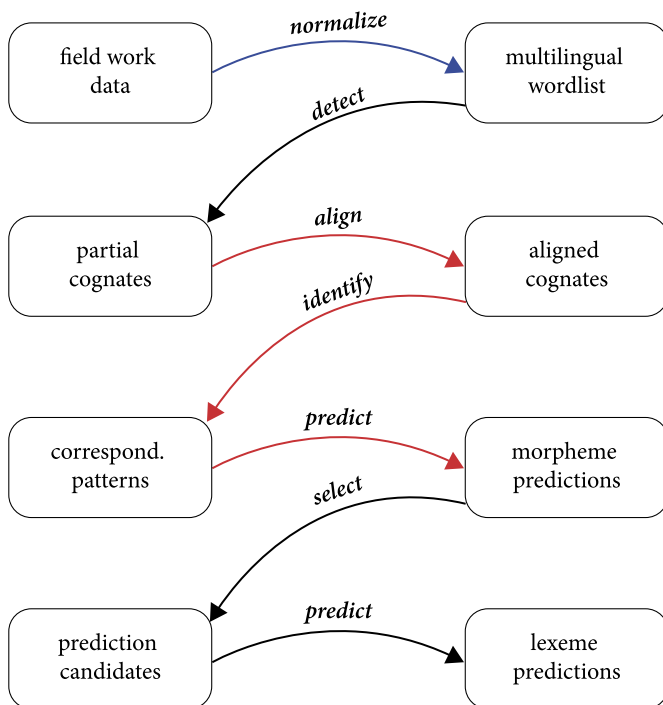 normalize
field work
data
multilingual
wordlist
detect
partial
cognates
align
aligned
cognates
identify
correspond.
patterns
predict
morpheme
predictions
select
prediction
candidates
predict
lexeme
predictions